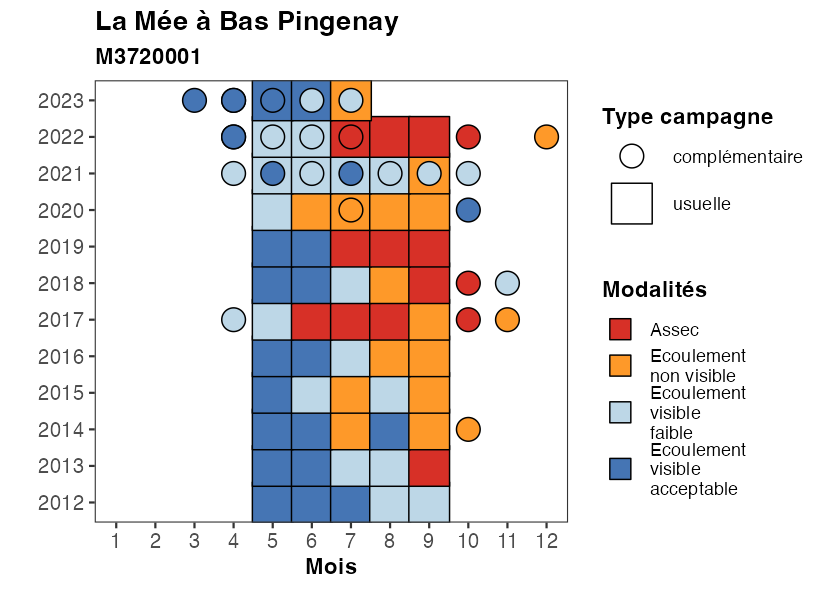 La Mée à Bas Pingenay
M3720001
2023
2022
2021
2020
2019
2018
2017
2016
2015
2014
2013
2012
1 2 3 4 5 6 7 8 9 10 11 12
Mois
Type campagne
complémentaire
usuelle
Modalités
Assec
Ecoulement
non visible
Ecoulement
visible
faible
Ecoulement
visible
acceptable